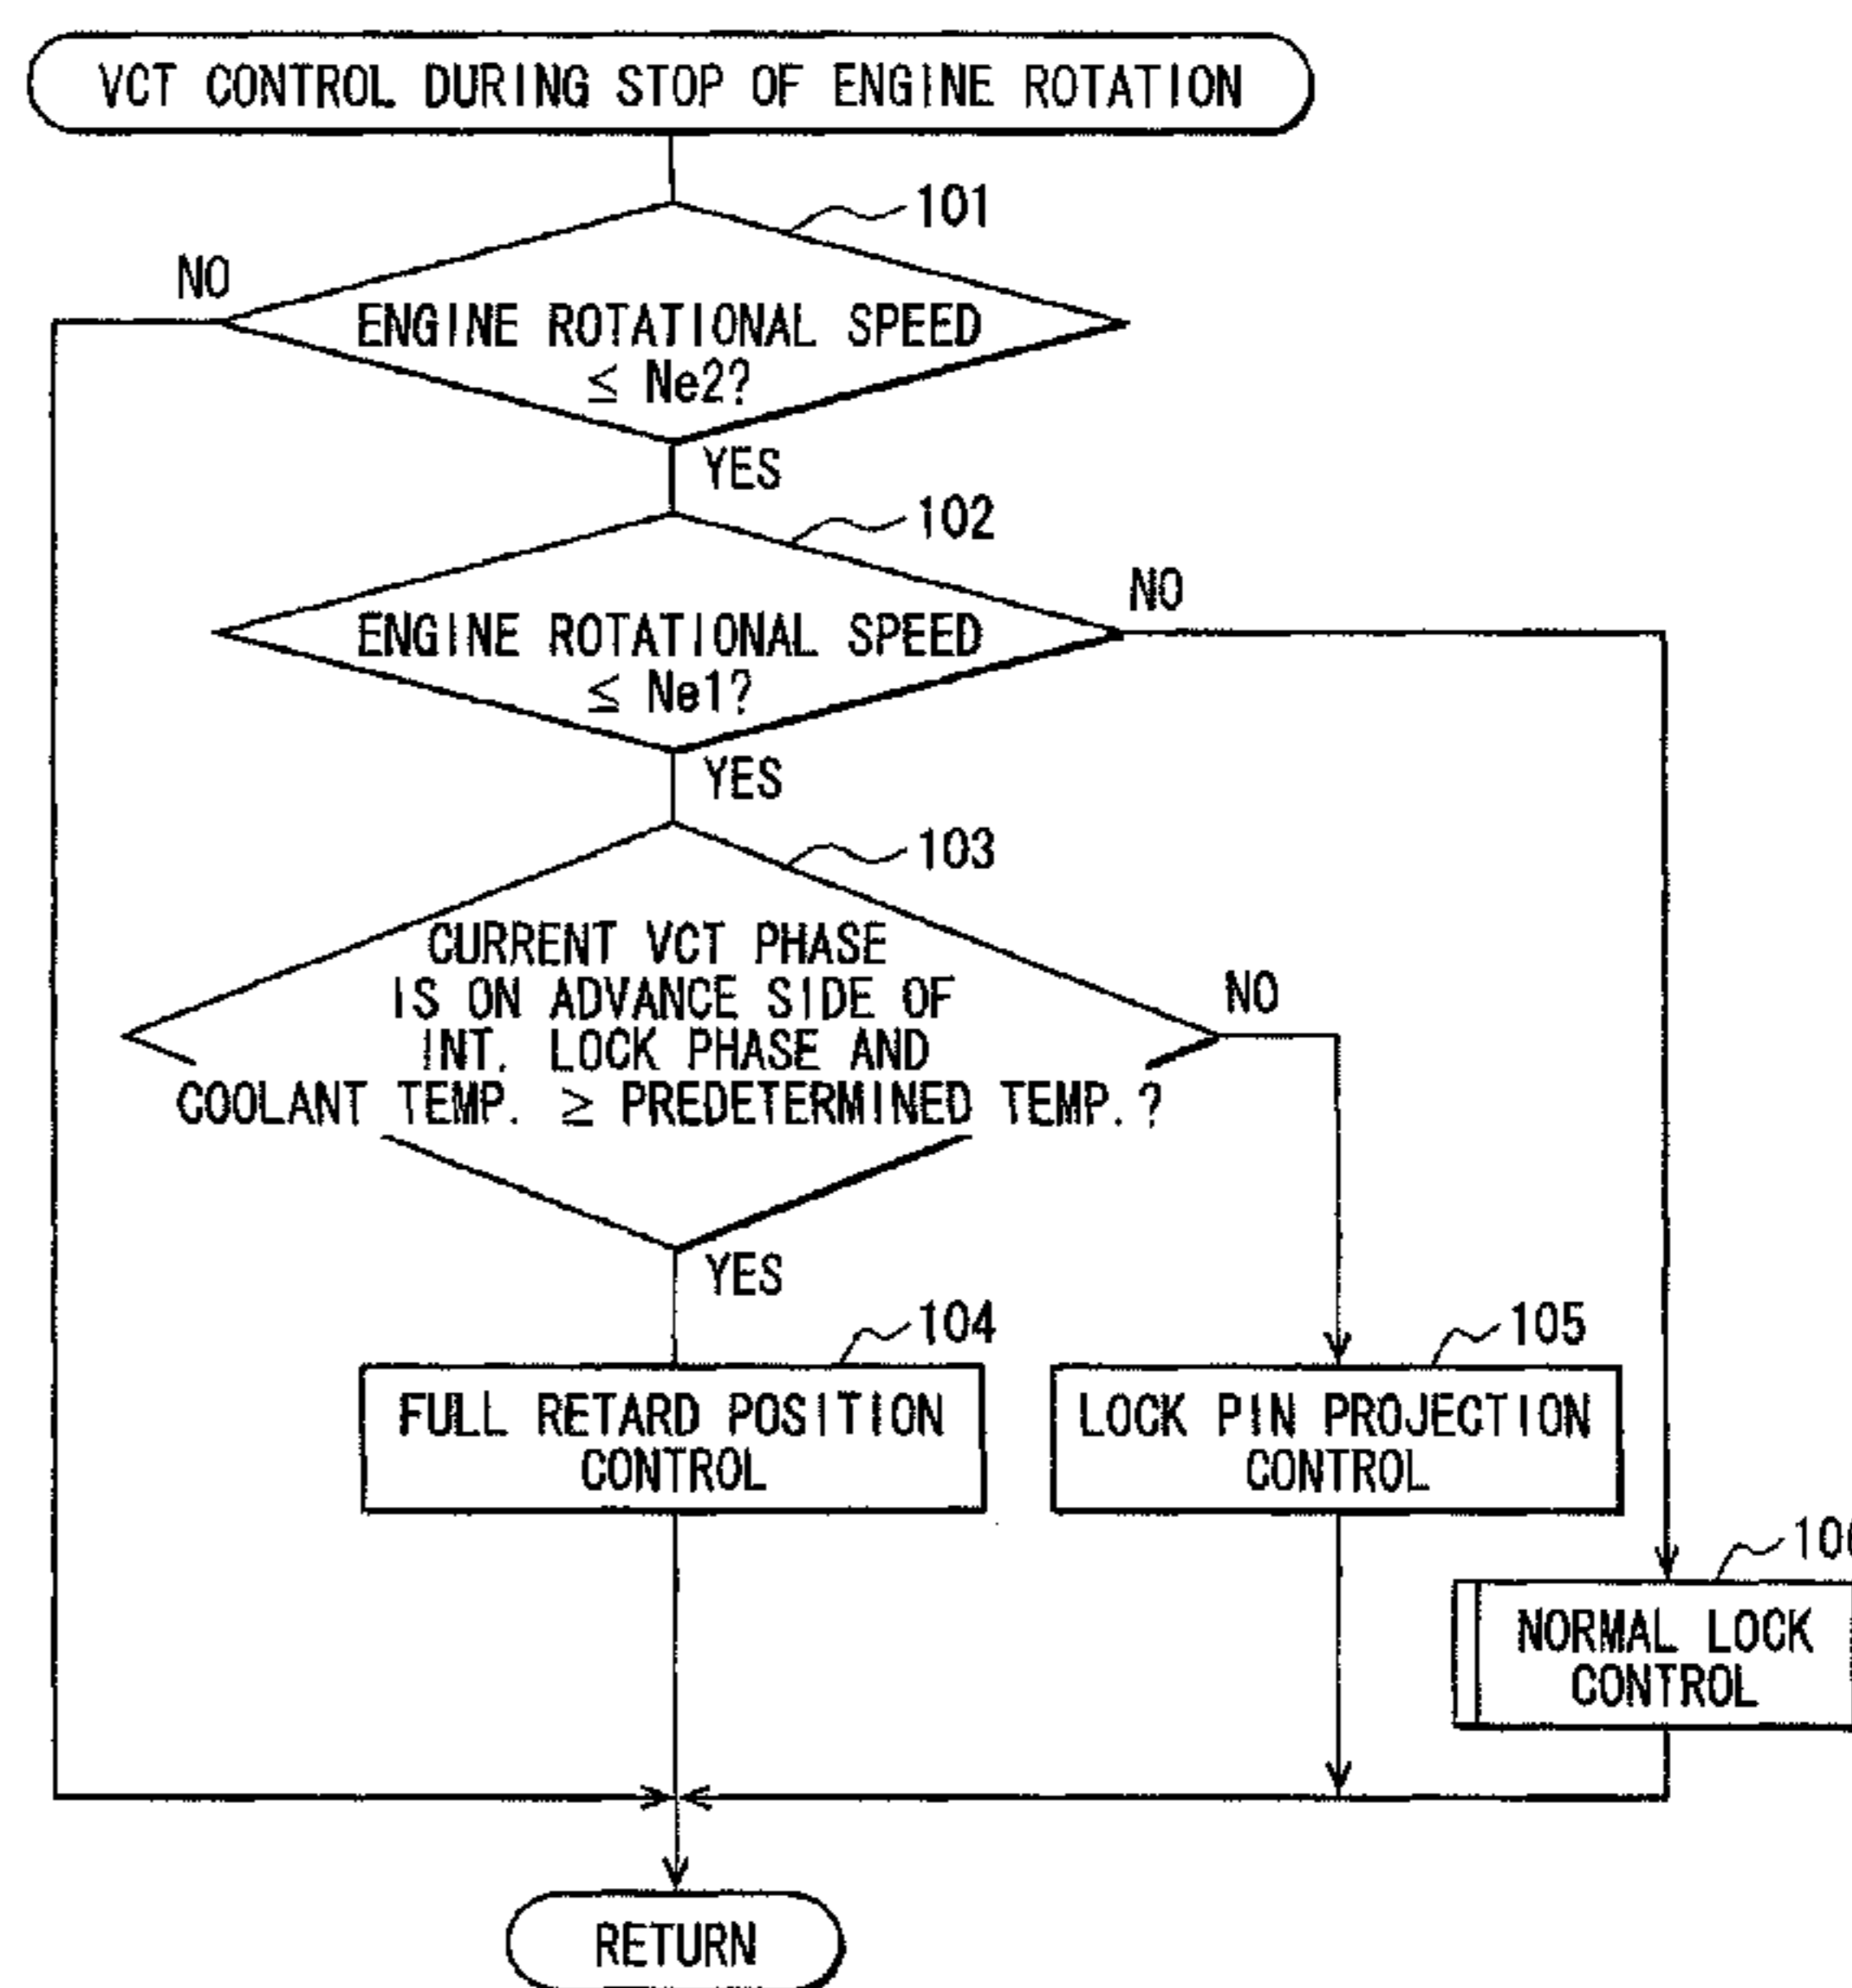 VCT CONTROL DURING STOP OF ENGINE ROTATION
101
NO
ENGINE ROTATIONAL SPEED
≤ Ne2?
YES
102
NO
ENGINE ROTATIONAL SPEED
≤ Ne1?
YES
103
CURRENT VCT PHASE
IS ON ADVANCE SIDE OF
INT. LOCK PHASE AND
COOLANT TEMP. ≥ PREDETERMINED TEMP.?
NO
YES
104
FULL RETARD POSITION
CONTROL
105
LOCK PIN PROJECTION
CONTROL
NORMAL LOCK
CONTROL
RETURN